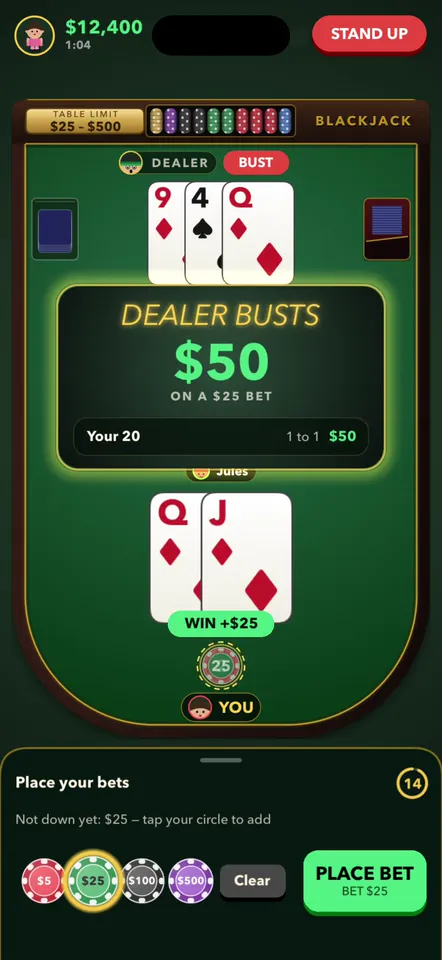 $12,400
1:04
STAND UP
TABLE LIMIT
$25 – $500
BLACKJACK
DEALER
BUST
9
4
Q
DEALER BUSTS
$50
ON A $25 BET
Your 20
1 to 1 $50
Jules
Q
J
WIN +$25
25
YOU
Place your bets
14
Not down yet: $25 — tap your circle to add
$5
$25
$100
$500
Clear
PLACE BET
BET $25